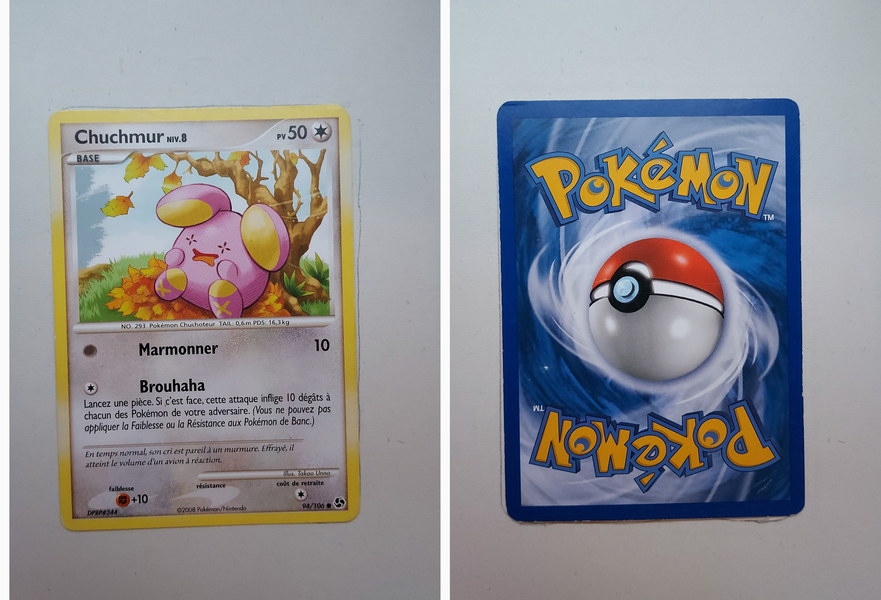 Chuchmur NIV.8
PV 50
BASE
NO. 293 Pokémon Chuchoteur TAIL: 0,6m PDS: 16,3kg
Marmonner 10
Brouhaha
Lancez une pièce. Si c'est face, cette attaque inflige 10 dégâts à
chacun des Pokémon de votre adversaire. (Vous ne pouvez pas
appliquer la Faiblesse ou la Résistance aux Pokémon de Banc.)
En temps normal, son cri est pareil à un murmure. Effrayé, il
atteint le volume d'un avion à réaction.
Illus. Takao Unno
faiblesse résistance coût de retraite
+10
DPBP#344 ©2008 Pokémon/Nintendo 94/106
POKéMON
TM
TM
POKéMON